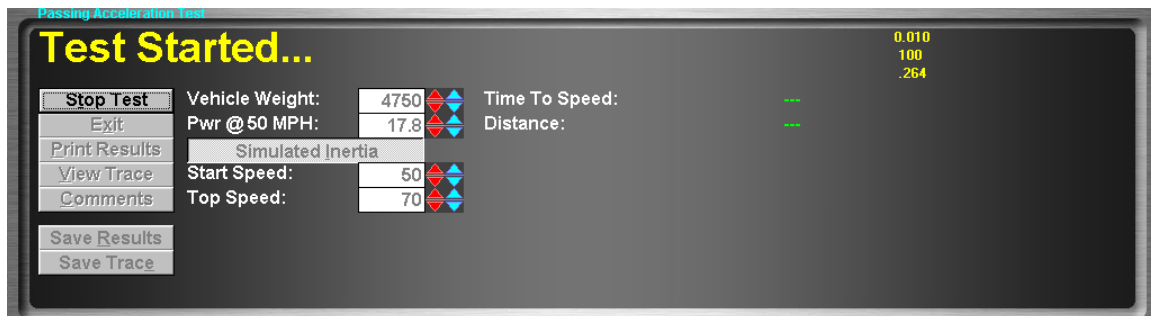 Passing Acceleration Test
Test Started...
0.010
100
.264
Stop Test
Vehicle Weight: 4750
Time To Speed: ---
Exit
Pwr @ 50 MPH: 17.8
Distance: ---
Print Results
Simulated Inertia
View Trace
Start Speed: 50
Comments
Top Speed: 70
Save Results
Save Trace